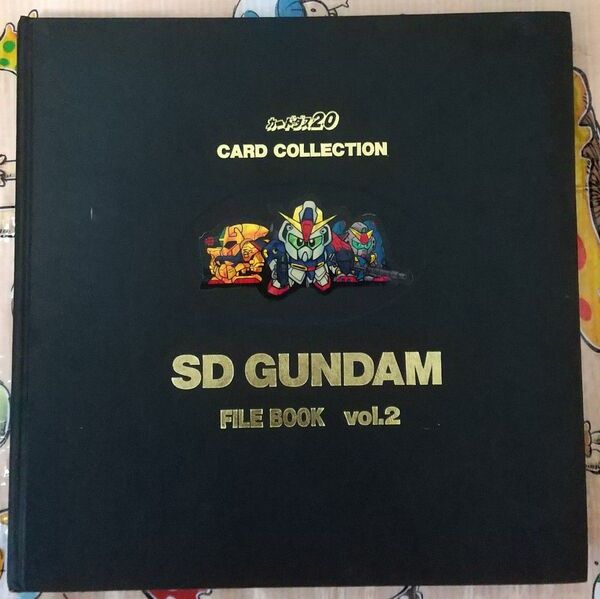 カードダス20
CARD COLLECTION
SD GUNDAM
FILE BOOK vol.2